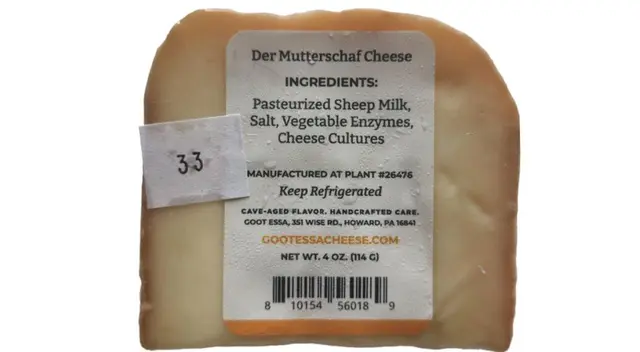 Der Mutterschaf Cheese
INGREDIENTS:
Pasteurized Sheep Milk,
Salt, Vegetable Enzymes,
Cheese Cultures
33
MANUFACTURED AT PLANT #26476
Keep Refrigerated
CAVE-AGED FLAVOR. HANDCRAFTED CARE.
GOOT ESSA, 351 WISE RD., HOWARD, PA 16841
GOOTESSACHEESE.COM
NET WT. 4 OZ. (114 G)
8 10154 56018 9